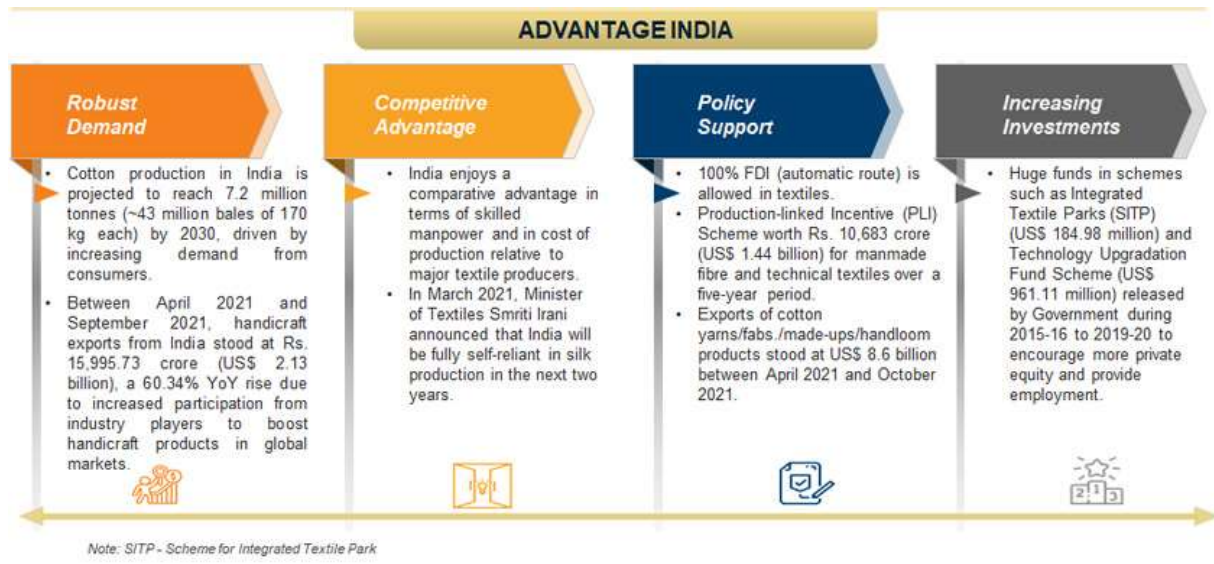 ADVANTAGE INDIA
Robust
Demand
• Cotton production in India is
projected to reach 7.2 million
tonnes (~43 million bales of 170
kg each) by 2030, driven by
increasing demand from
consumers.
• Between April 2021 and
September 2021, handicraft
exports from India stood at Rs.
15,995.73 crore (US$ 2.13
billion), a 60.34% YoY rise due
to increased participation from
industry players to boost
handicraft products in global
markets.
Competitive
Advantage
• India enjoys a
comparative advantage in
terms of skilled
manpower and in cost of
production relative to
major textile producers.
• In March 2021, Minister
of Textiles Smriti Irani
announced that India will
be fully self-reliant in silk
production in the next two
years.
Policy
Support
• 100% FDI (automatic route) is
allowed in textiles.
• Production-linked Incentive (PLI)
Scheme worth Rs. 10,683 crore
(US$ 1.44 billion) for manmade
fibre and technical textiles over a
five-year period.
• Exports of cotton
yarns/fabs./made-ups/handloom
products stood at US$ 8.6 billion
between April 2021 and October
2021.
Increasing
Investments
• Huge funds in schemes
such as Integrated
Textile Parks (SITP)
(US$ 184.98 million) and
Technology Upgradation
Fund Scheme (US$
961.11 million) released
by Government during
2015-16 to 2019-20 to
encourage more private
equity and provide
employment.
2 1 3
Note: SITP - Scheme for Integrated Textile Park